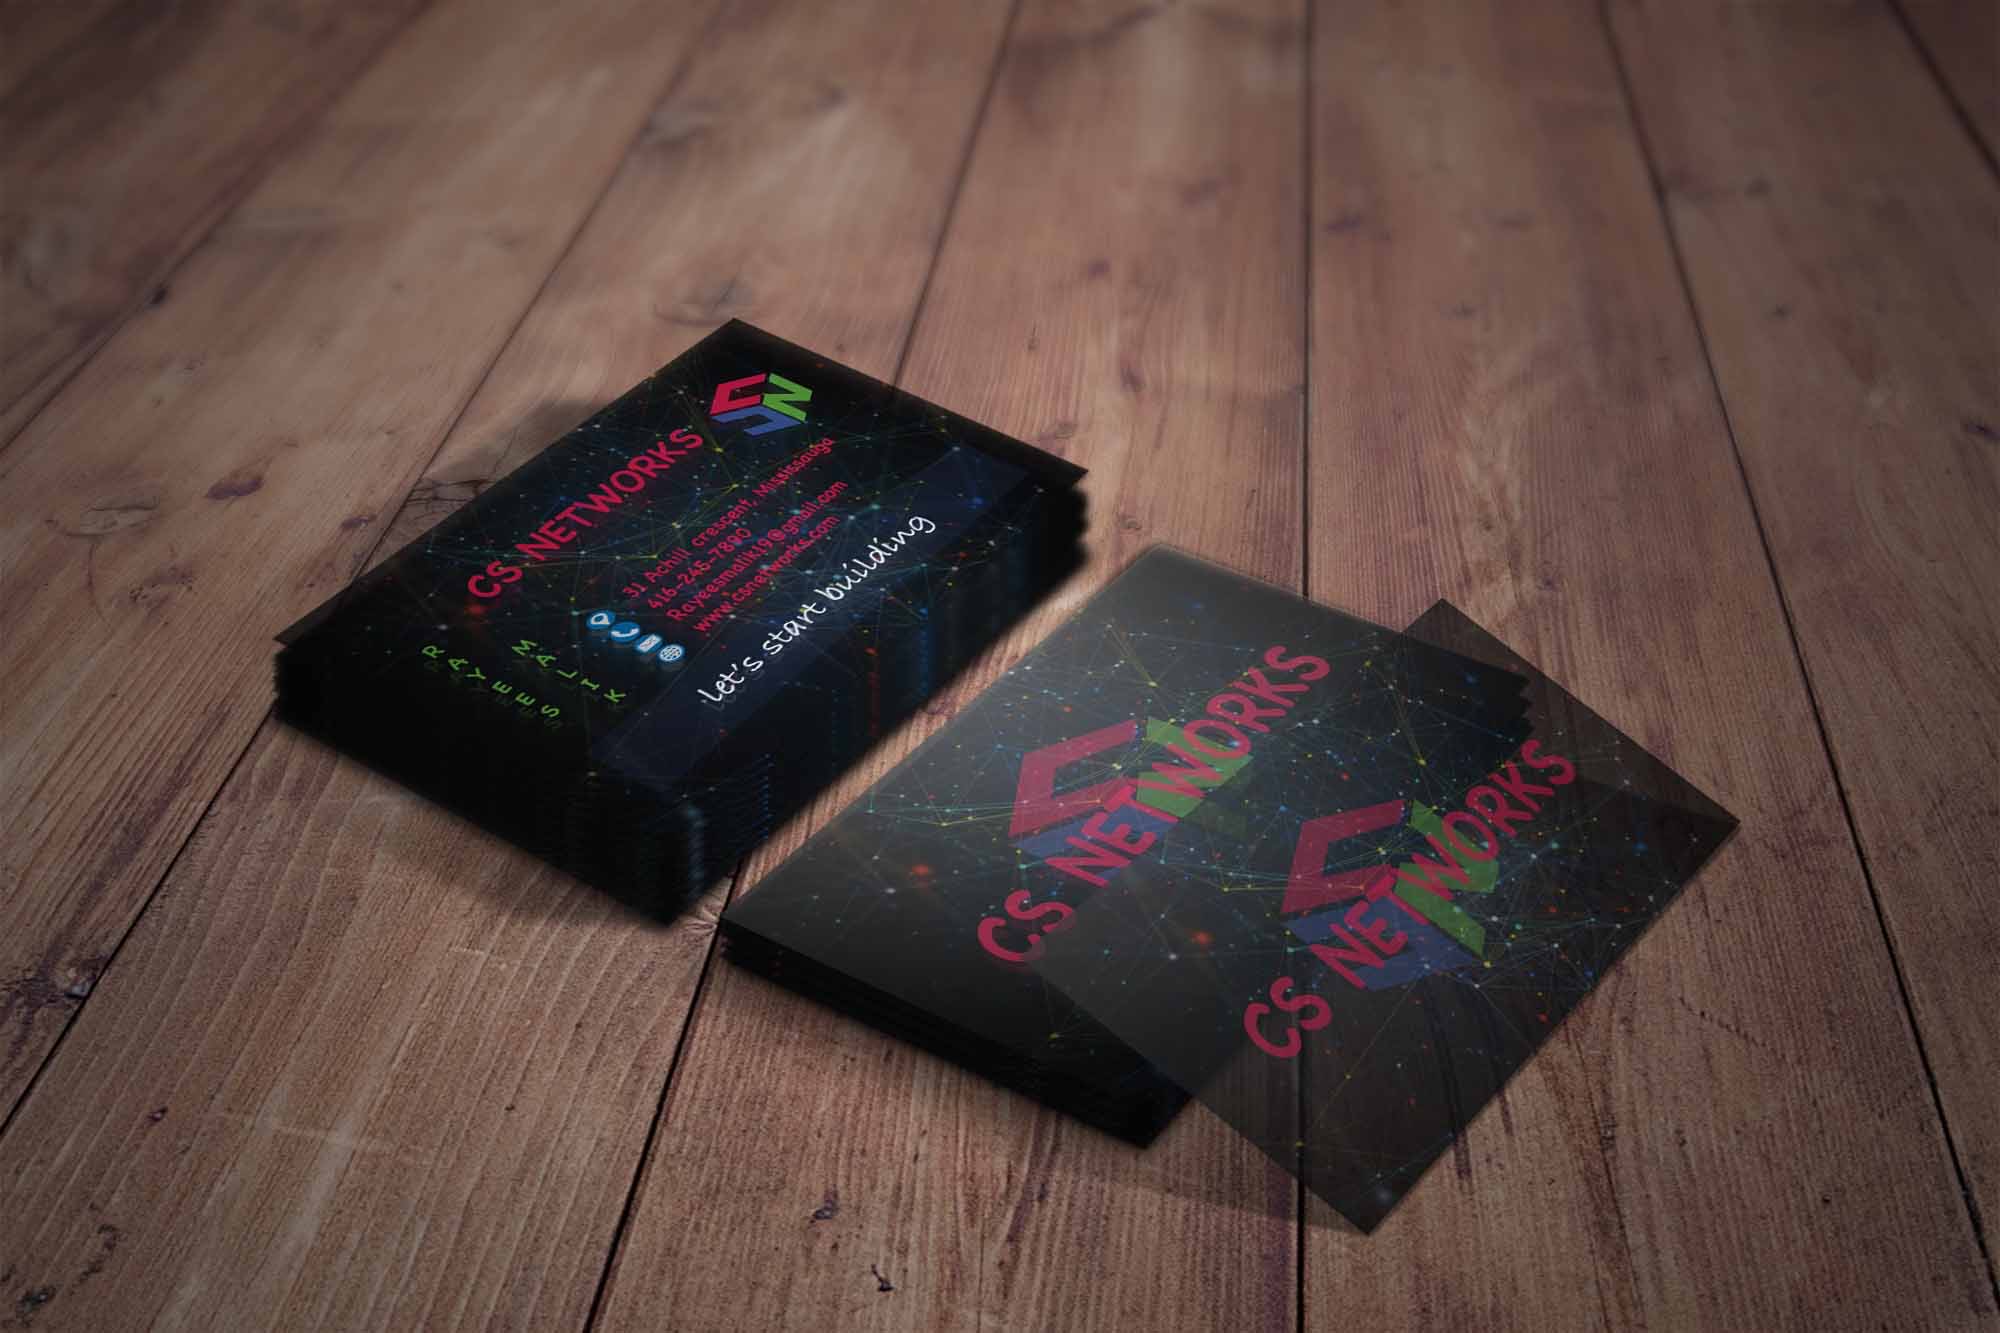 CS NETWORKS
31 Achill crescent, Mississauga
416-245-7890
Rayeesmalik19@gmail.com
www.csnetworks.com
RAYEES
MALIK
Let's start building
CS NETWORKS
CS NETWORKS